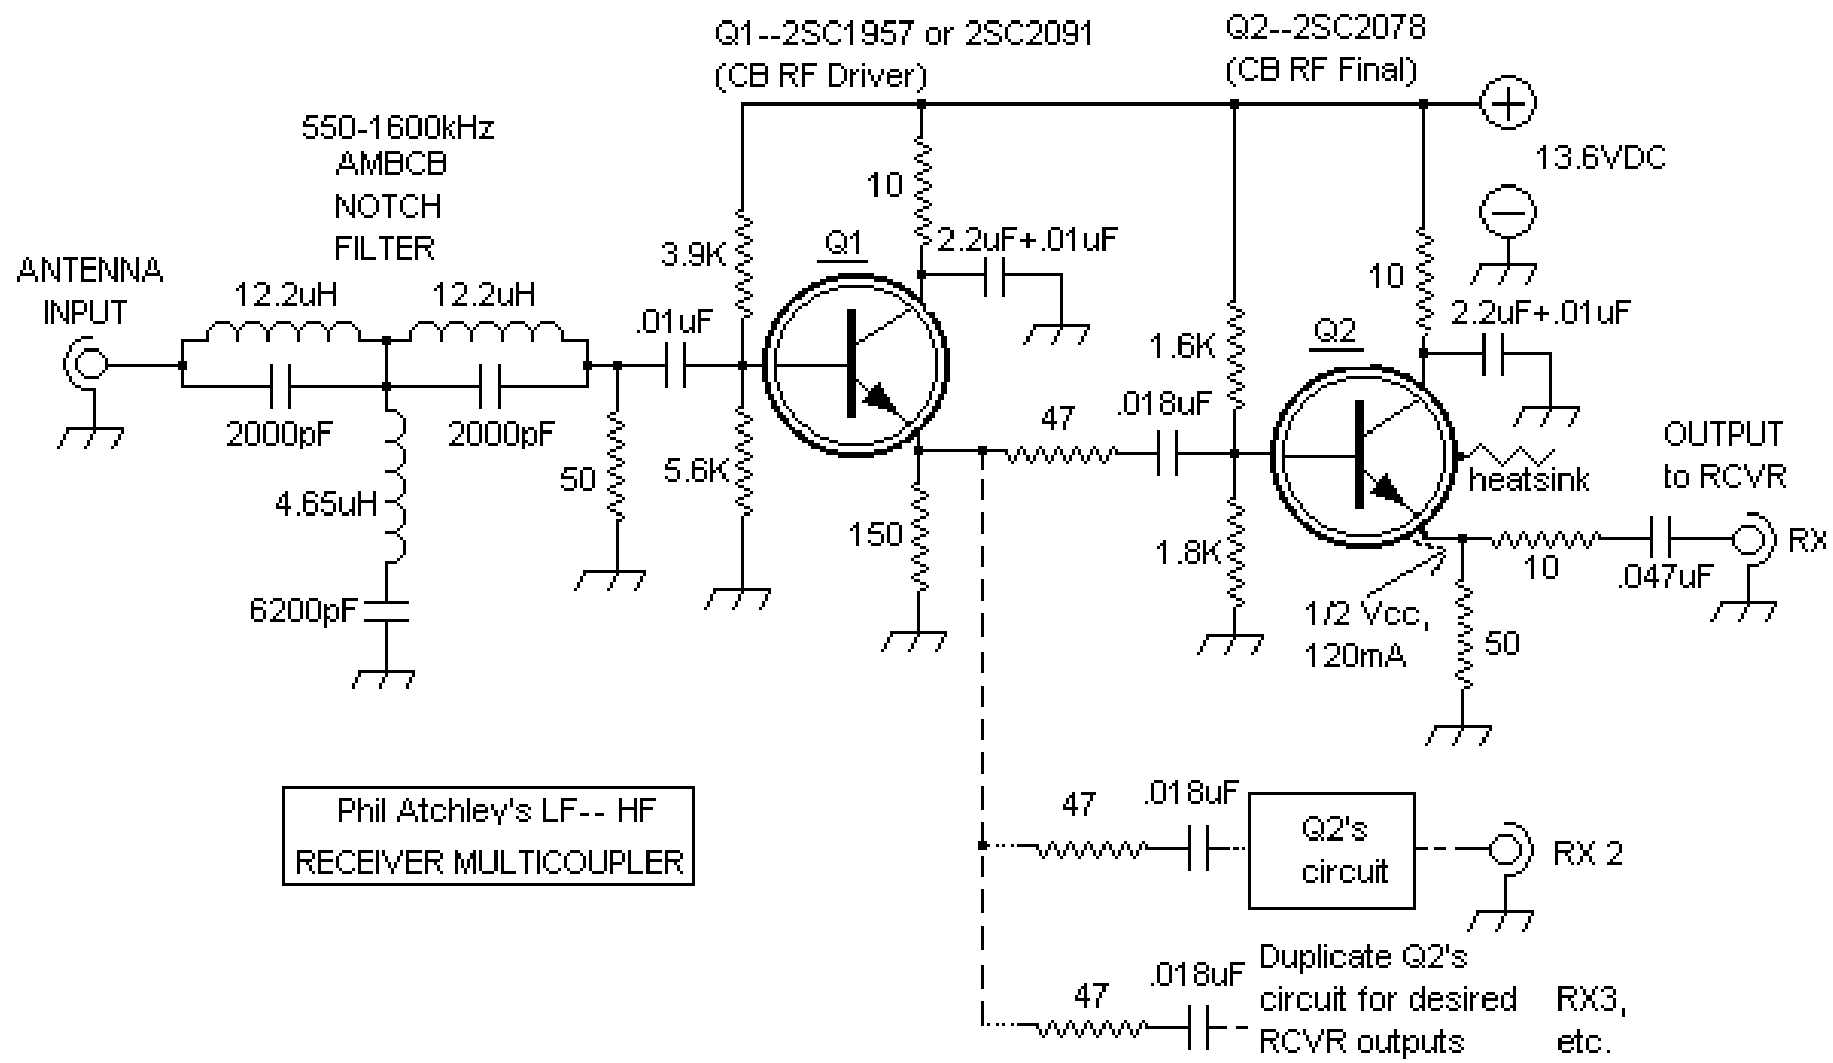 Q1--2SC1957 or 2SC2091
(CB RF Driver)
Q2--2SC2078
(CB RF Final)
550-1600kHz
AMBCB
NOTCH
FILTER
13.6VDC
ANTENNA
INPUT
12.2uH
12.2uH
2000pF
2000pF
4.65uH
6200pF
50
.01uF
3.9K
5.6K
10
Q1
2.2uF+.01uF
150
47
.018uF
1.6K
1.8K
10
Q2
2.2uF+.01uF
heatsink
OUTPUT
to RCVR
RX
10
.047uF
1/2 Vcc,
120mA
50
Phil Atchley's LF-- HF
RECEIVER MULTICOUPLER
47
.018uF
Q2's
circuit
RX 2
47
.018uF
Duplicate Q2's
circuit for desired
RCVR outputs
RX3,
etc.